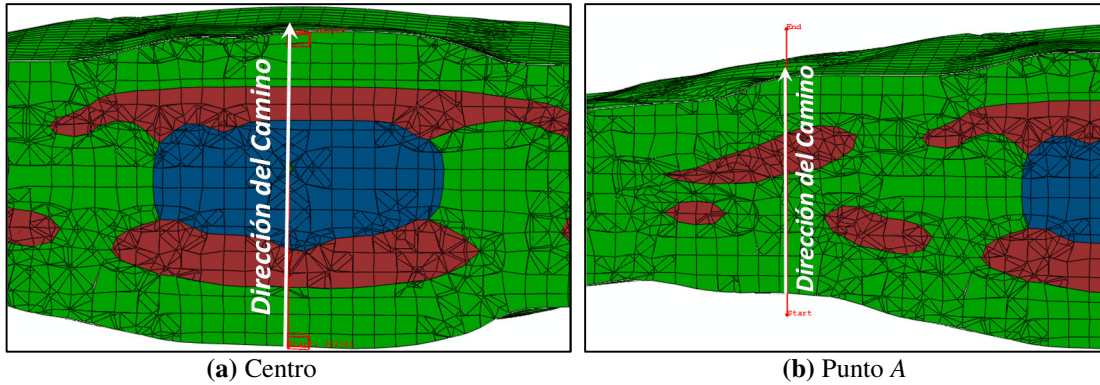 Dirección del Camino
End
Dirección del Camino
Start
(a) Centro
(b) Punto A